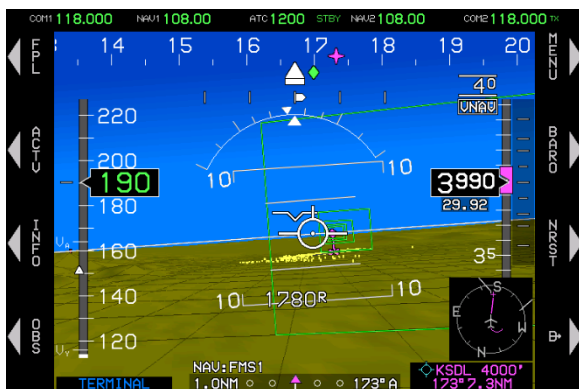 COM1 118.000 NAV1 108.00 ATC 1200 STBY NAV2 108.00 COM2 118.000 TX
13 14 15 16 17 18 19 20
FPL
MENU
4⁰
VNAV
220
200
190
180
160
140
120
VA
VY
ACTV
BARO
10 10
3990
29.92
INFO
NRST
35
10 1780R 10
OBS
D→
S
E W
N
NAV:FMS1
TERMINAL
1.0NM 173°A
KSDL 4000'
173°7.3NM